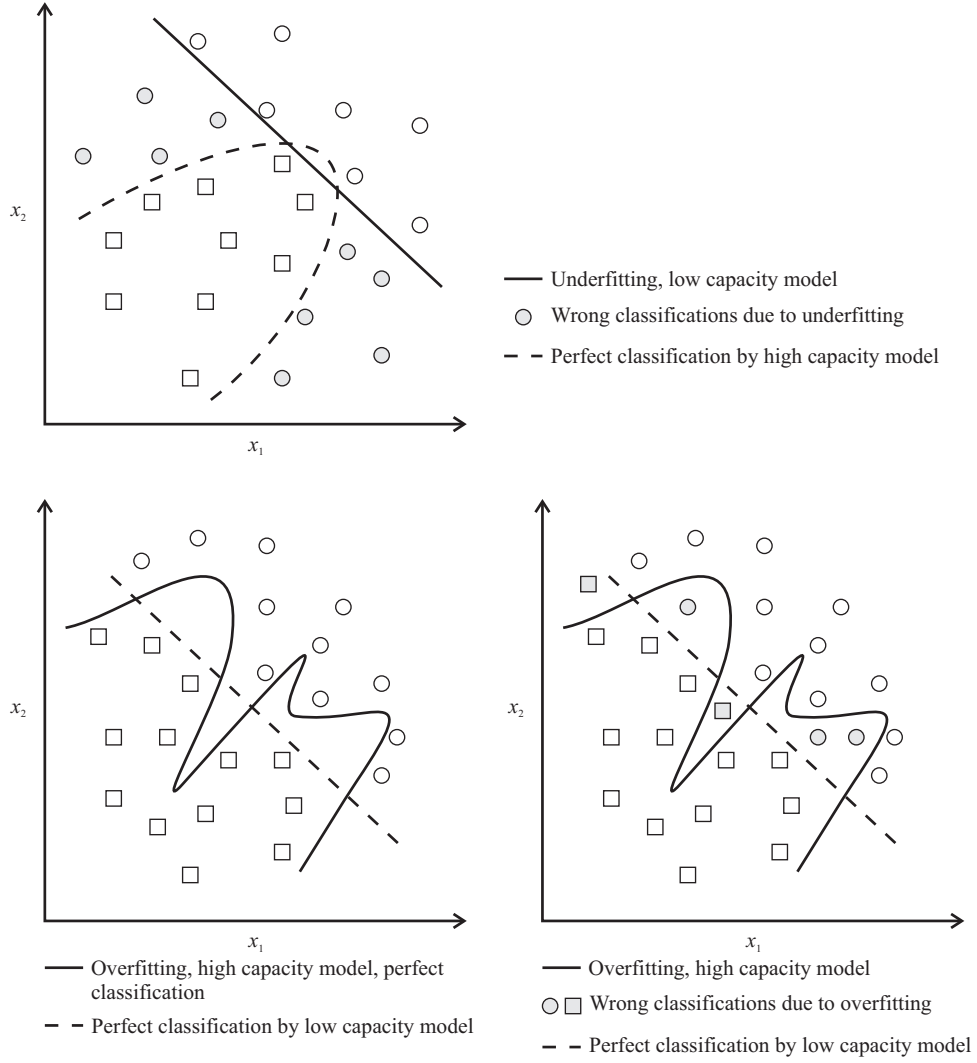 x₂
x₁
Underfitting, low capacity model
Wrong classifications due to underfitting
Perfect classification by high capacity model
x₂
x₁
Overfitting, high capacity model, perfect
classification
Perfect classification by low capacity model
x₂
x₁
Overfitting, high capacity model
Wrong classifications due to overfitting
Perfect classification by low capacity model